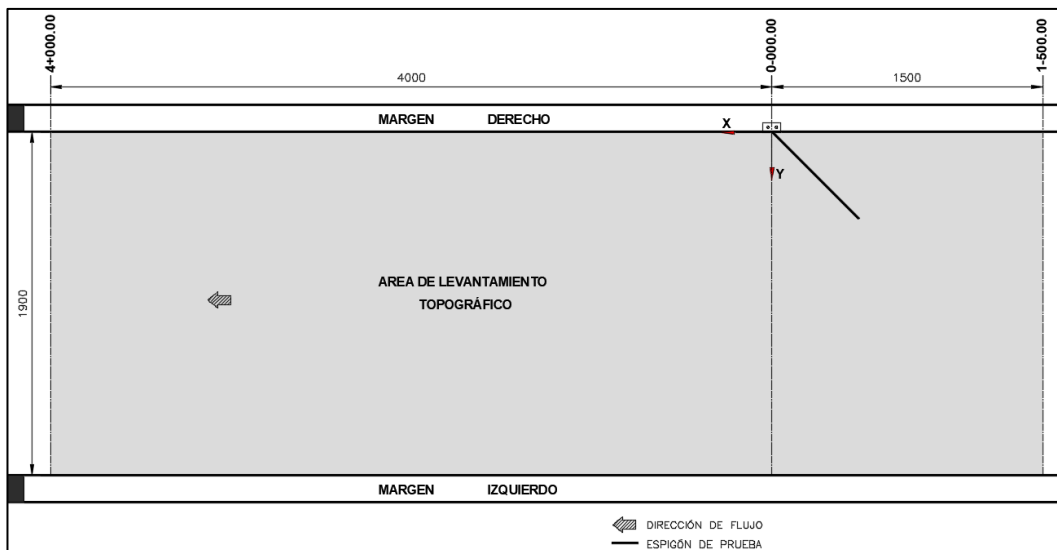 4+000.00
0-000.00
1-500.00
4000
1500
MARGEN DERECHO
X
Y
1900
AREA DE LEVANTAMIENTO
TOPOGRÁFICO
MARGEN IZQUIERDO
DIRECCIÓN DE FLUJO
ESPIGÓN DE PRUEBA